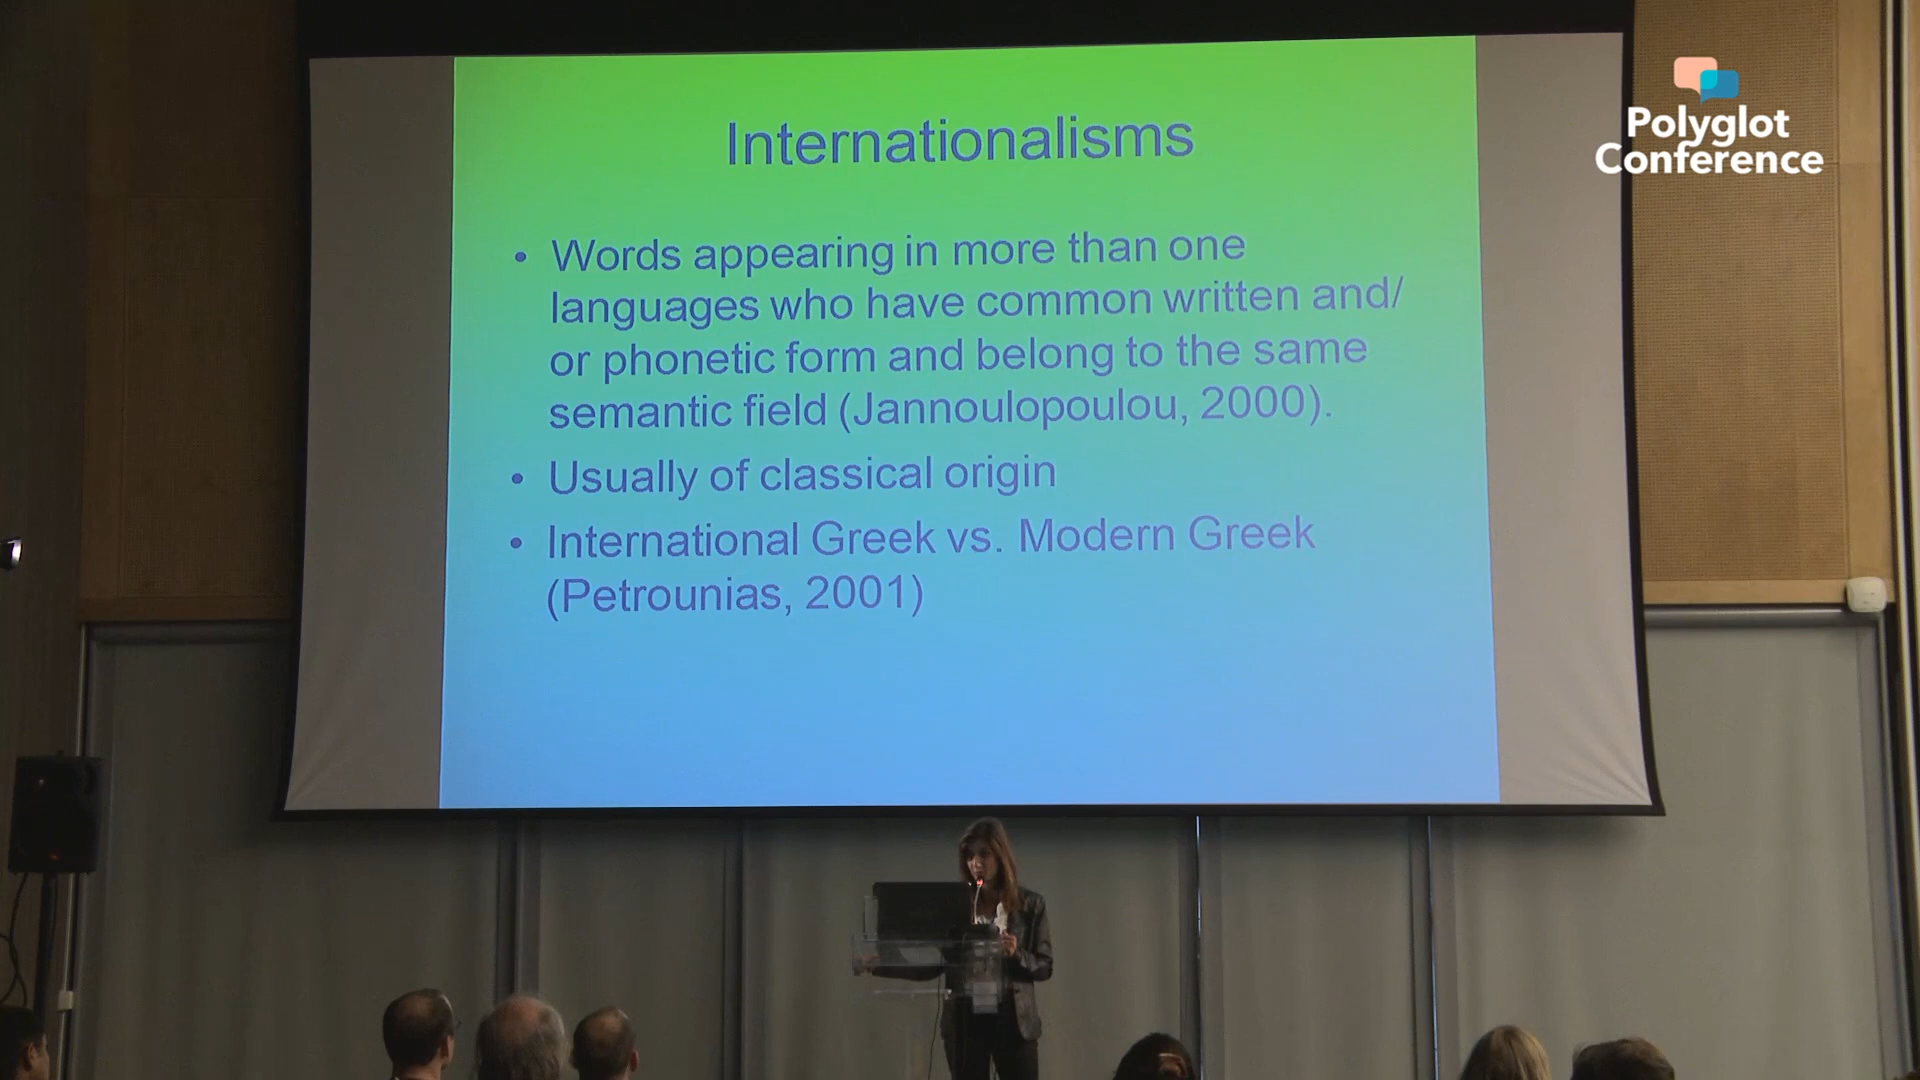 Internationalisms
• Words appearing in more than one
languages who have common written and/
or phonetic form and belong to the same
semantic field (Jannoulopoulou, 2000).
• Usually of classical origin
• International Greek vs. Modern Greek
(Petrounias, 2001)
Polyglot
Conference